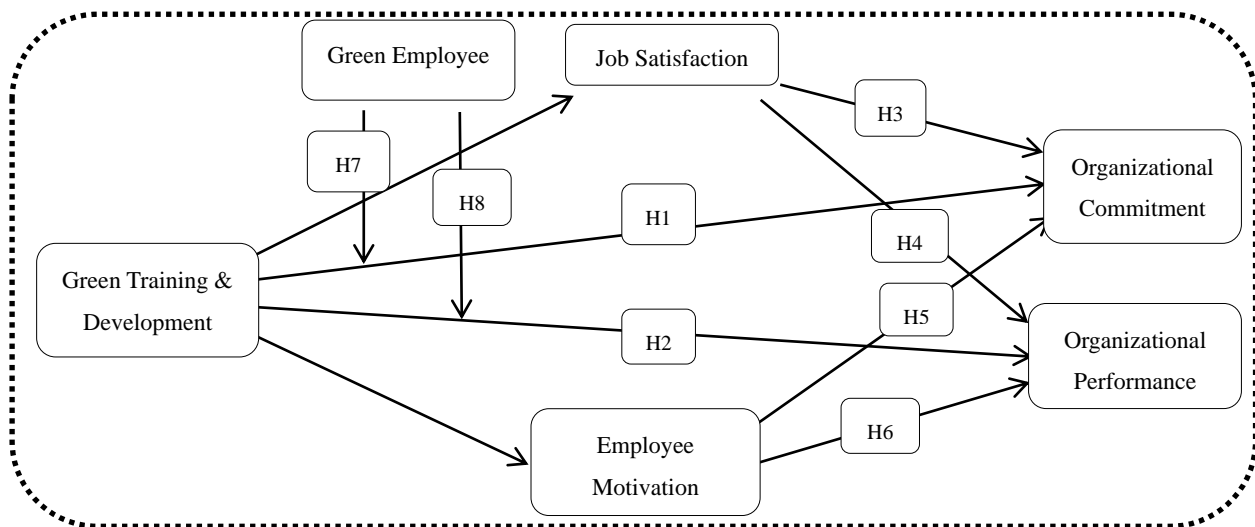 Green Employee
Job Satisfaction
H3
H7
H8
Organizational
Commitment
H1
H4
Green Training &
Development
H5
H2
Organizational
Performance
H6
Employee
Motivation